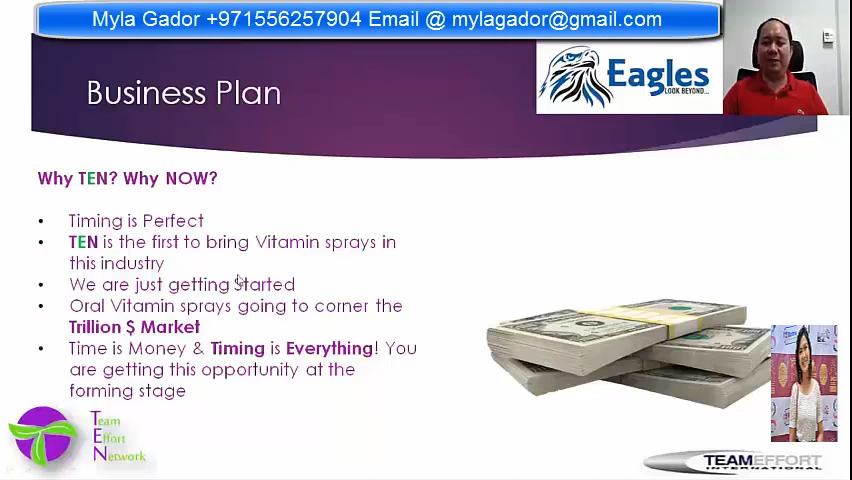 Myla Gador +971556257904 Email @ mylagador@gmail.com
Business Plan
Eagles
LOOK BEYOND...
Why TEN? Why NOW?
• Timing is Perfect
• TEN is the first to bring Vitamin sprays in
this industry
• We are just getting Started
• Oral Vitamin sprays going to corner the
Trillion $ Market
• Time is Money & Timing is Everything! You
are getting this opportunity at the
forming stage
Team
Effort
Network
TEAMEFFORT
INTERNATIONAL